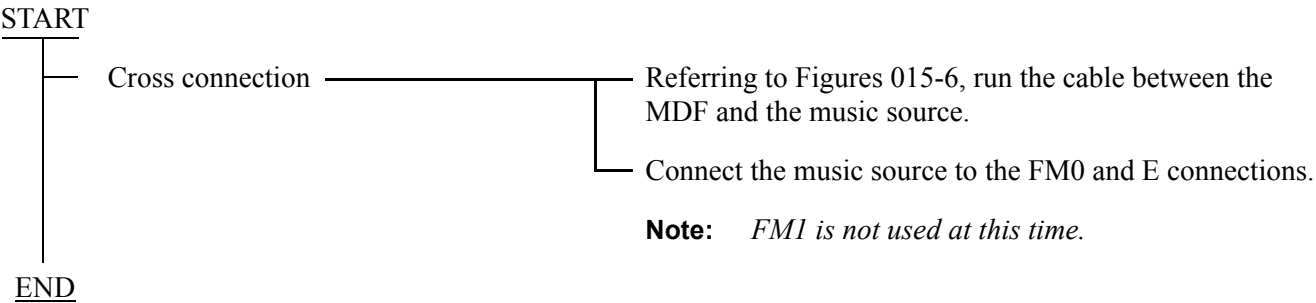 START
Cross connection
Referring to Figures 015-6, run the cable between the
MDF and the music source.
Connect the music source to the FM0 and E connections.
Note: FM1 is not used at this time.
END